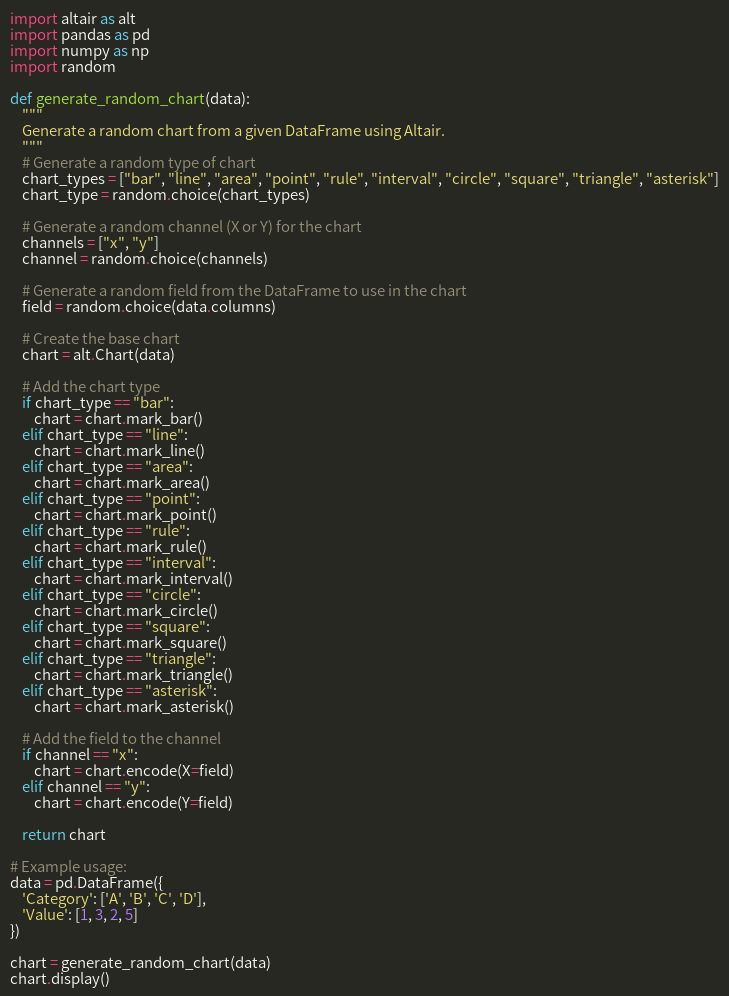 import altair as alt
import pandas as pd
import numpy as np
import random

def generate_random_chart(data):
    """
    Generate a random chart from a given DataFrame using Altair.
    """
    # Generate a random type of chart
    chart_types = ["bar", "line", "area", "point", "rule", "interval", "circle", "square", "triangle", "asterisk"]
    chart_type = random.choice(chart_types)

    # Generate a random channel (X or Y) for the chart
    channels = ["x", "y"]
    channel = random.choice(channels)

    # Generate a random field from the DataFrame to use in the chart
    field = random.choice(data.columns)

    # Create the base chart
    chart = alt.Chart(data)

    # Add the chart type
    if chart_type == "bar":
        chart = chart.mark_bar()
    elif chart_type == "line":
        chart = chart.mark_line()
    elif chart_type == "area":
        chart = chart.mark_area()
    elif chart_type == "point":
        chart = chart.mark_point()
    elif chart_type == "rule":
        chart = chart.mark_rule()
    elif chart_type == "interval":
        chart = chart.mark_interval()
    elif chart_type == "circle":
        chart = chart.mark_circle()
    elif chart_type == "square":
        chart = chart.mark_square()
    elif chart_type == "triangle":
        chart = chart.mark_triangle()
    elif chart_type == "asterisk":
        chart = chart.mark_asterisk()

    # Add the field to the channel
    if channel == "x":
        chart = chart.encode(X=field)
    elif channel == "y":
        chart = chart.encode(Y=field)

    return chart

# Example usage:
data = pd.DataFrame({
    'Category': ['A', 'B', 'C', 'D'],
    'Value': [1, 3, 2, 5]
})

chart = generate_random_chart(data)
chart.display()